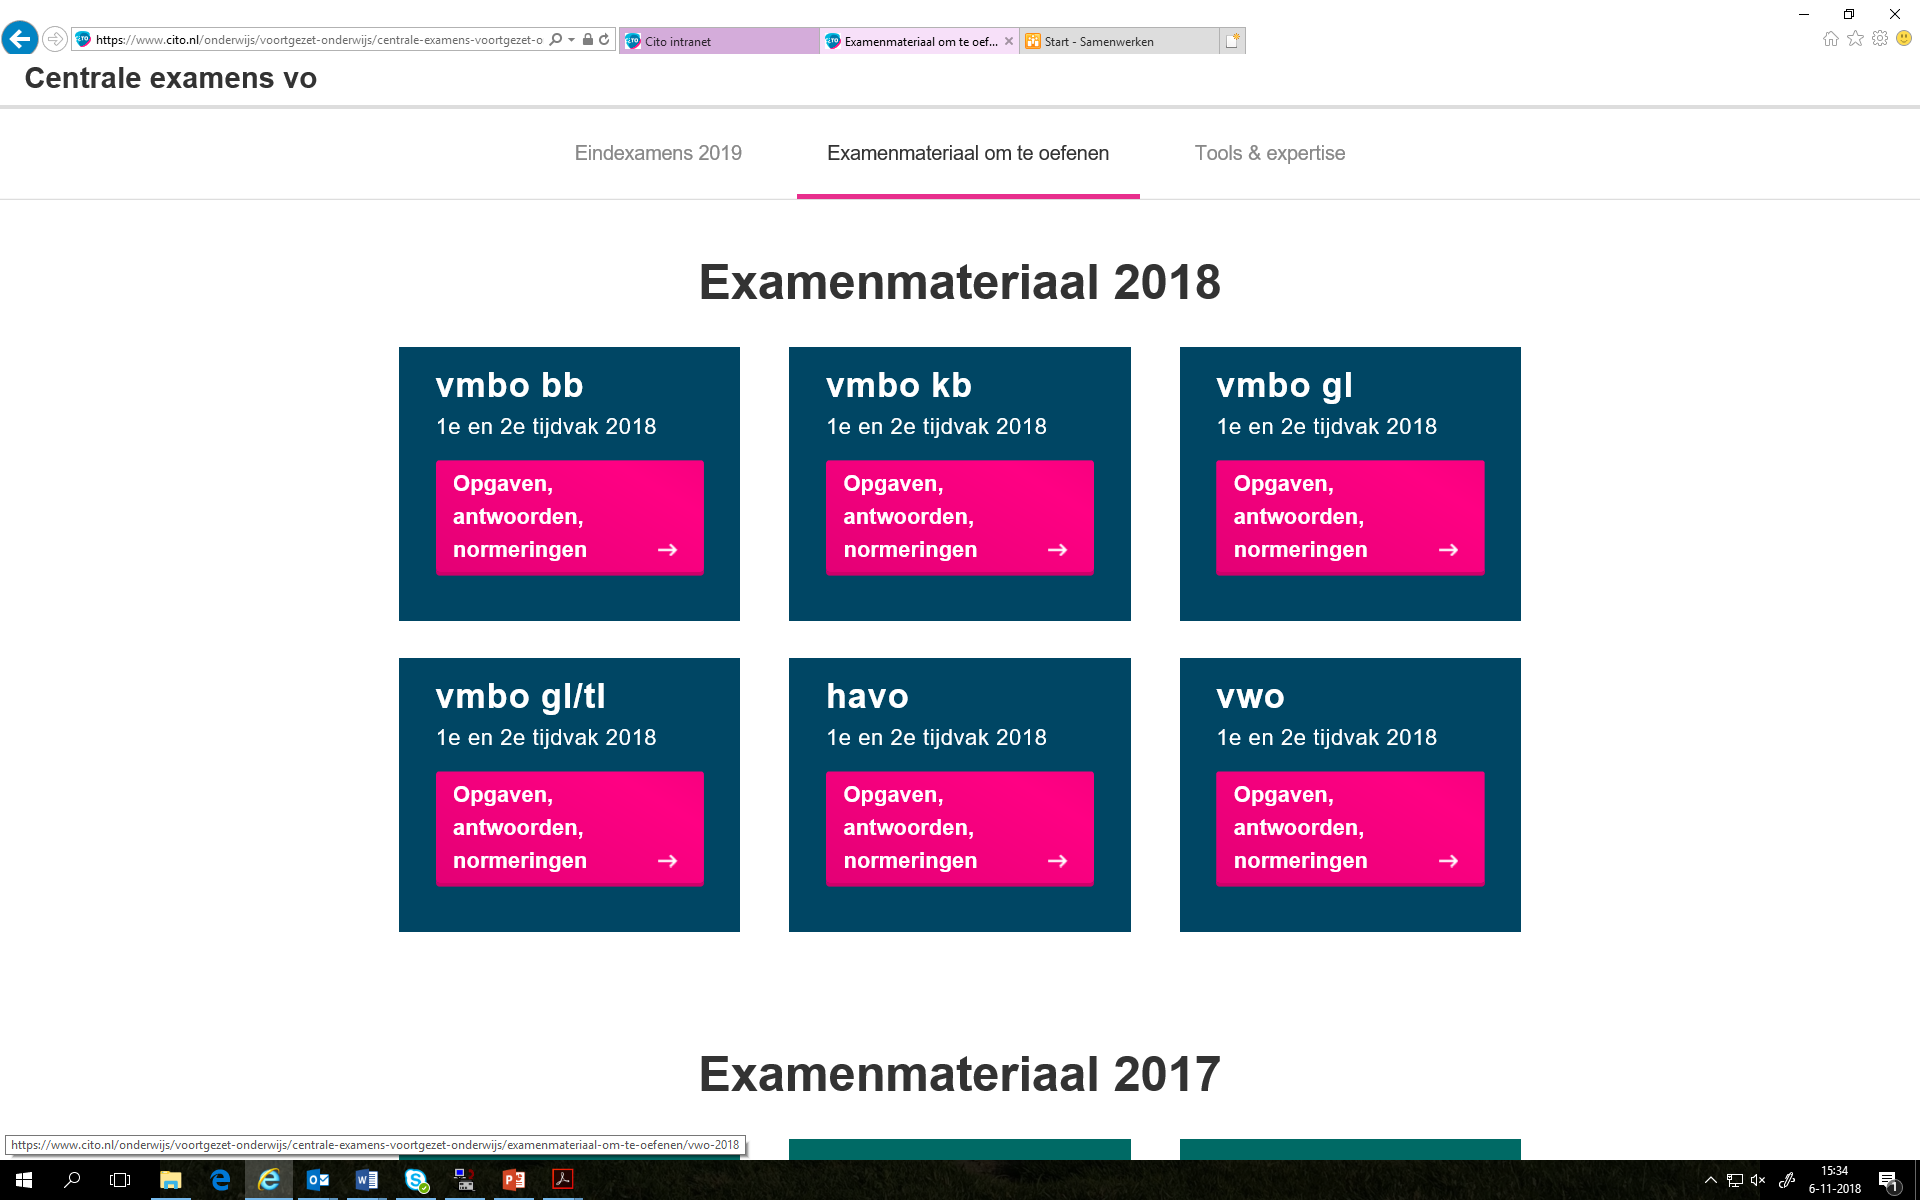 https://www.cito.nl/onderwijs/voortgezet-onderwijs/centrale-examens-voortgezet-o
Cito intranet
Examenmateriaal om te oef...
Start - Samenwerken
Centrale examens vo
Eindexamens 2019
Examenmateriaal om te oefenen
Tools & expertise
Examenmateriaal 2018
vmbo bb
1e en 2e tijdvak 2018
Opgaven,
antwoorden,
normeringen
vmbo kb
1e en 2e tijdvak 2018
Opgaven,
antwoorden,
normeringen
vmbo gl
1e en 2e tijdvak 2018
Opgaven,
antwoorden,
normeringen
vmbo gl/tl
1e en 2e tijdvak 2018
Opgaven,
antwoorden,
normeringen
havo
1e en 2e tijdvak 2018
Opgaven,
antwoorden,
normeringen
vwo
1e en 2e tijdvak 2018
Opgaven,
antwoorden,
normeringen
Examenmateriaal 2017
https://www.cito.nl/onderwijs/voortgezet-onderwijs/centrale-examens-voortgezet-onderwijs/examenmateriaal-om-te-oefenen/vwo-2018
15:34
6-11-2018
1